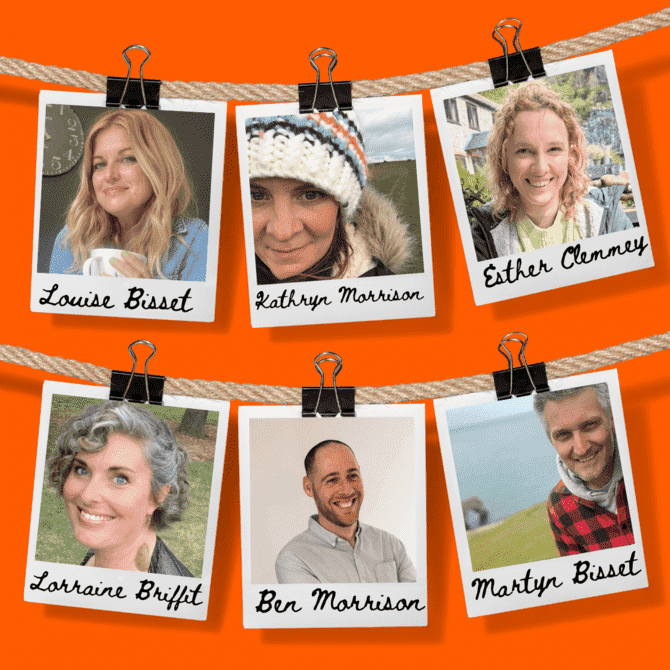 Louise Bisset
Kathryn Morrison
Esther Clemmey
Lorraine Briffit
Ben Morrison
Martyn Bisset